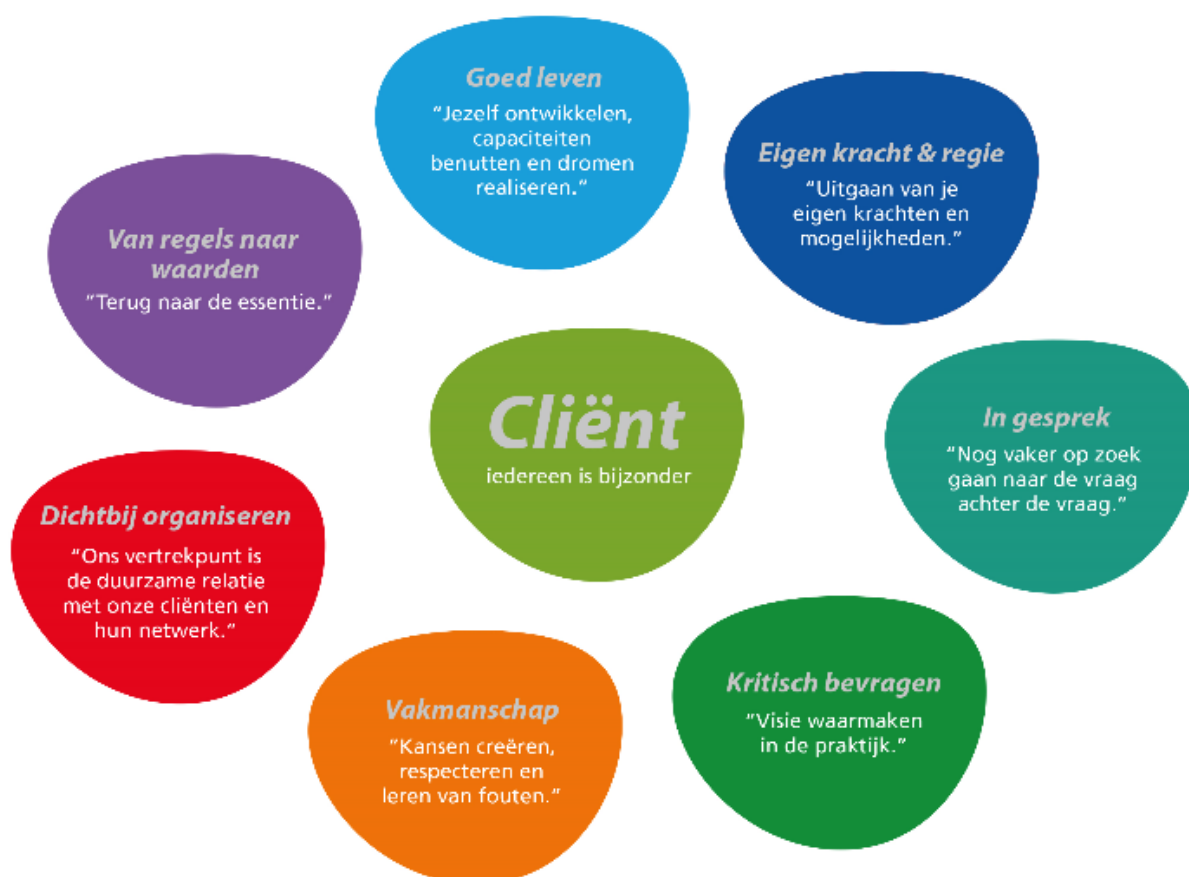 Goed leven
“Jezelf ontwikkelen,
capaciteiten
benutten en dromen
realiseren.”
Eigen kracht & regie
“Uitgaan van je
eigen krachten en
mogelijkheden.”
Van regels naar
waarden
“Terug naar de essentie.”
Cliënt
iedereen is bijzonder
In gesprek
“Nog vaker op zoek
gaan naar de vraag
achter de vraag.”
Dichtbij organiseren
“Ons vertrekpunt is
de duurzame relatie
met onze cliënten en
hun netwerk.”
Vakmanschap
“Kansen creëren,
respecteren en
leren van fouten.”
Kritisch bevragen
“Visie waarmaken
in de praktijk.”